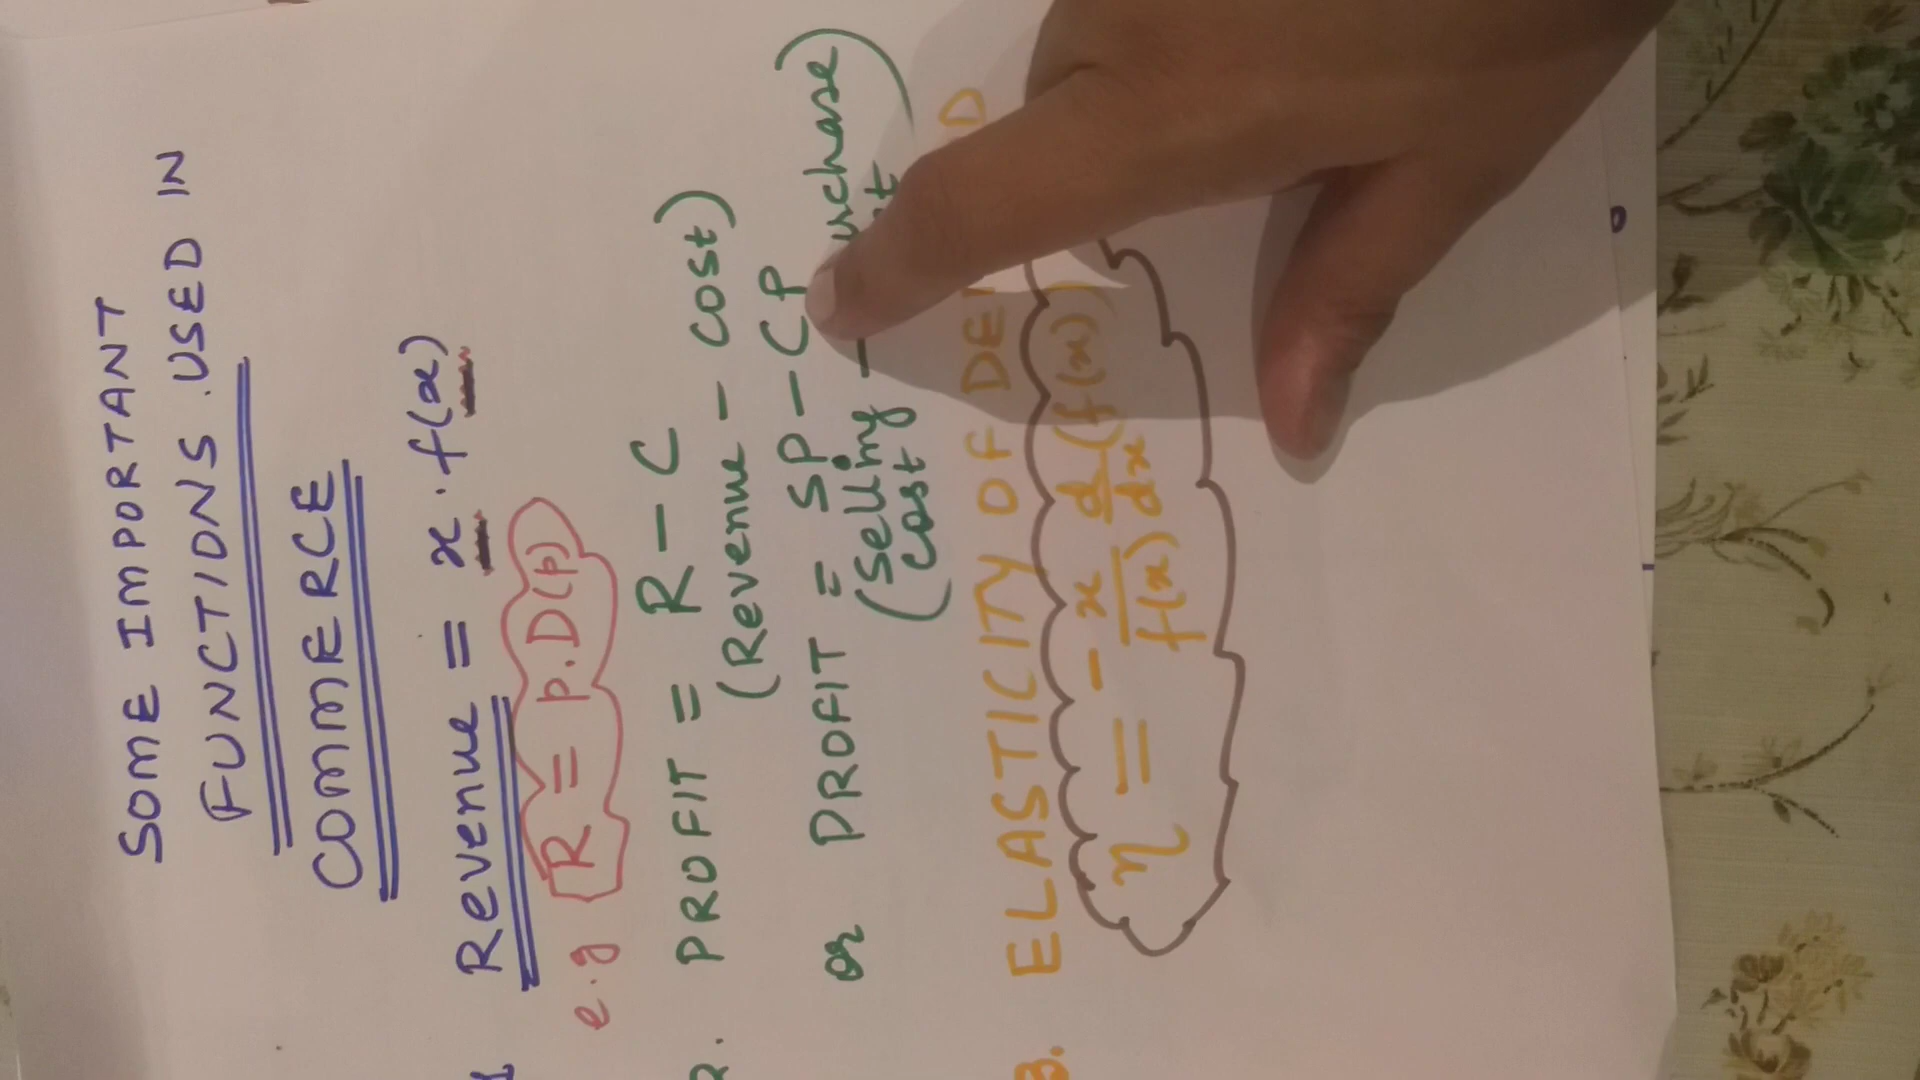 SOME IMPORTANT
FUNCTIONS USED IN
COMMERCE
1 Revenue = x . f(x)
e.g R = p.D(p)
2. PROFIT = R - C
(Revenue - cost)
or PROFIT = SP - CP
(Selling - urchase)
cost
3. ELASTICITY OF
η = - x/f(x) d/dx (f(x))